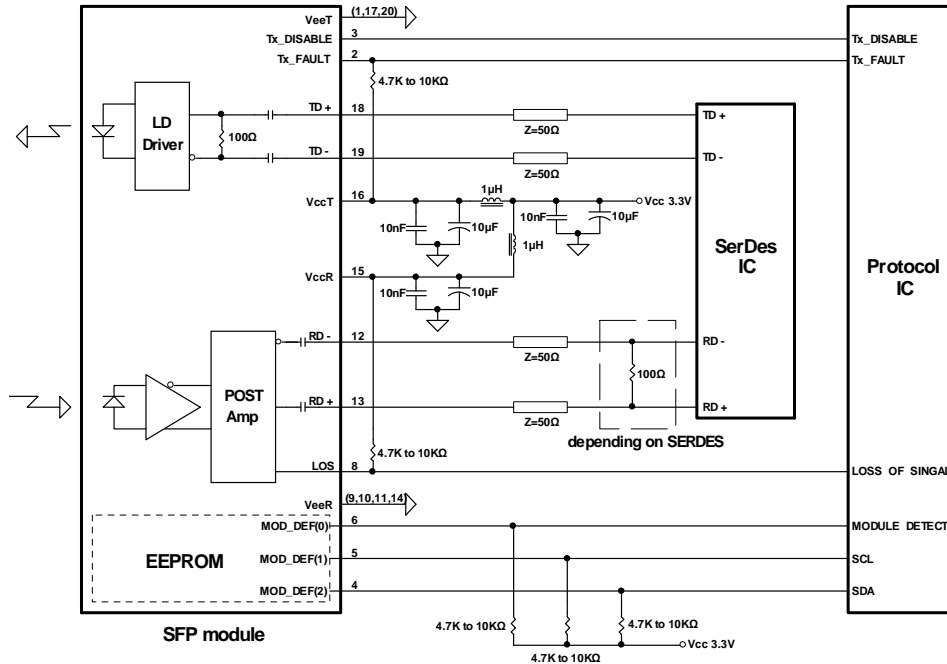 VeeT (1,17,20)
Tx_DISABLE 3 Tx_DISABLE
Tx_FAULT 2 Tx_FAULT
4.7K to 10KΩ
TD + 18 TD +
Z=50Ω
LD
Driver
100Ω
TD - 19 TD -
Z=50Ω
1µH
VccT 16 Vcc 3.3V
10nF 10µF 10nF 10µF
1µH
SerDes
IC
Protocol
IC
VccR 15
10nF 10µF
RD - 12 RD -
Z=50Ω
100Ω
POST
Amp
RD + 13 RD +
Z=50Ω
depending on SERDES
4.7K to 10KΩ
LOS 8 LOSS OF SINGAL
VeeR (9,10,11,14)
MOD_DEF(0) 6 MODULE DETECT
EEPROM
MOD_DEF(1) 5 SCL
MOD_DEF(2) 4 SDA
4.7K to 10KΩ 4.7K to 10KΩ
SFP module
Vcc 3.3V
4.7K to 10KΩ